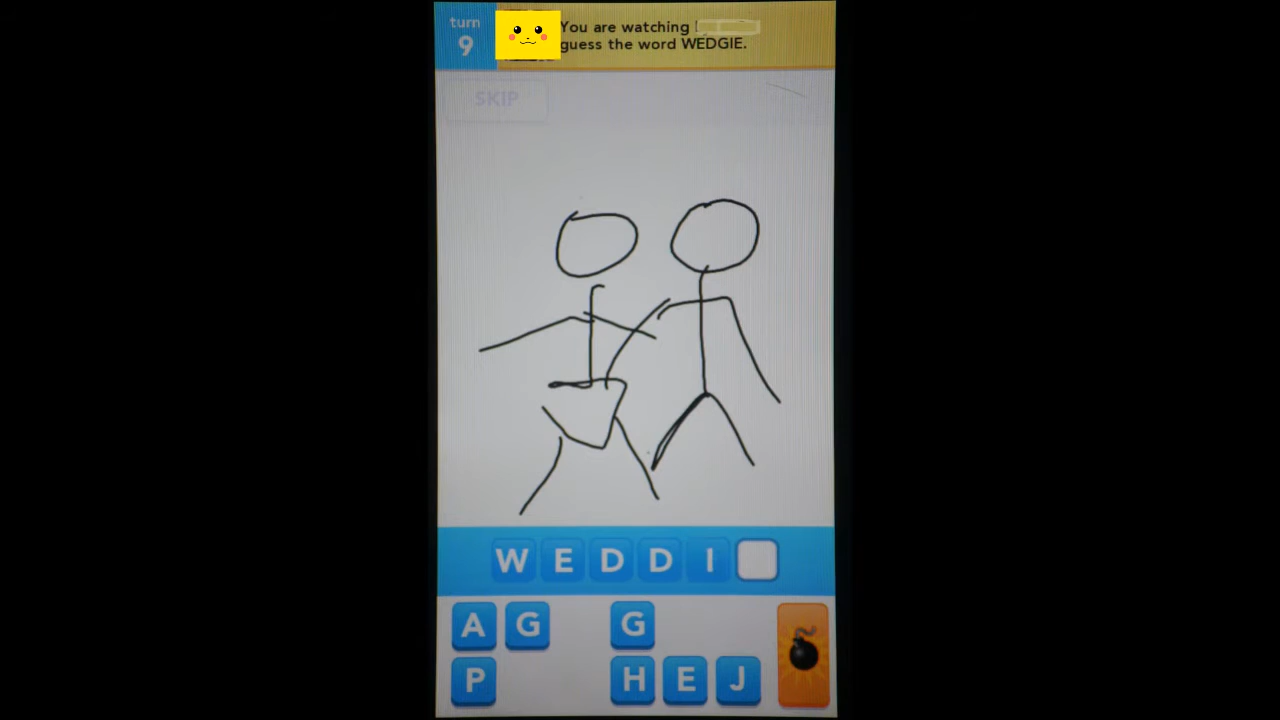 turn
9
You are watching
guess the word WEDGIE.
SKIP
W E D D I
A G G
P H E J